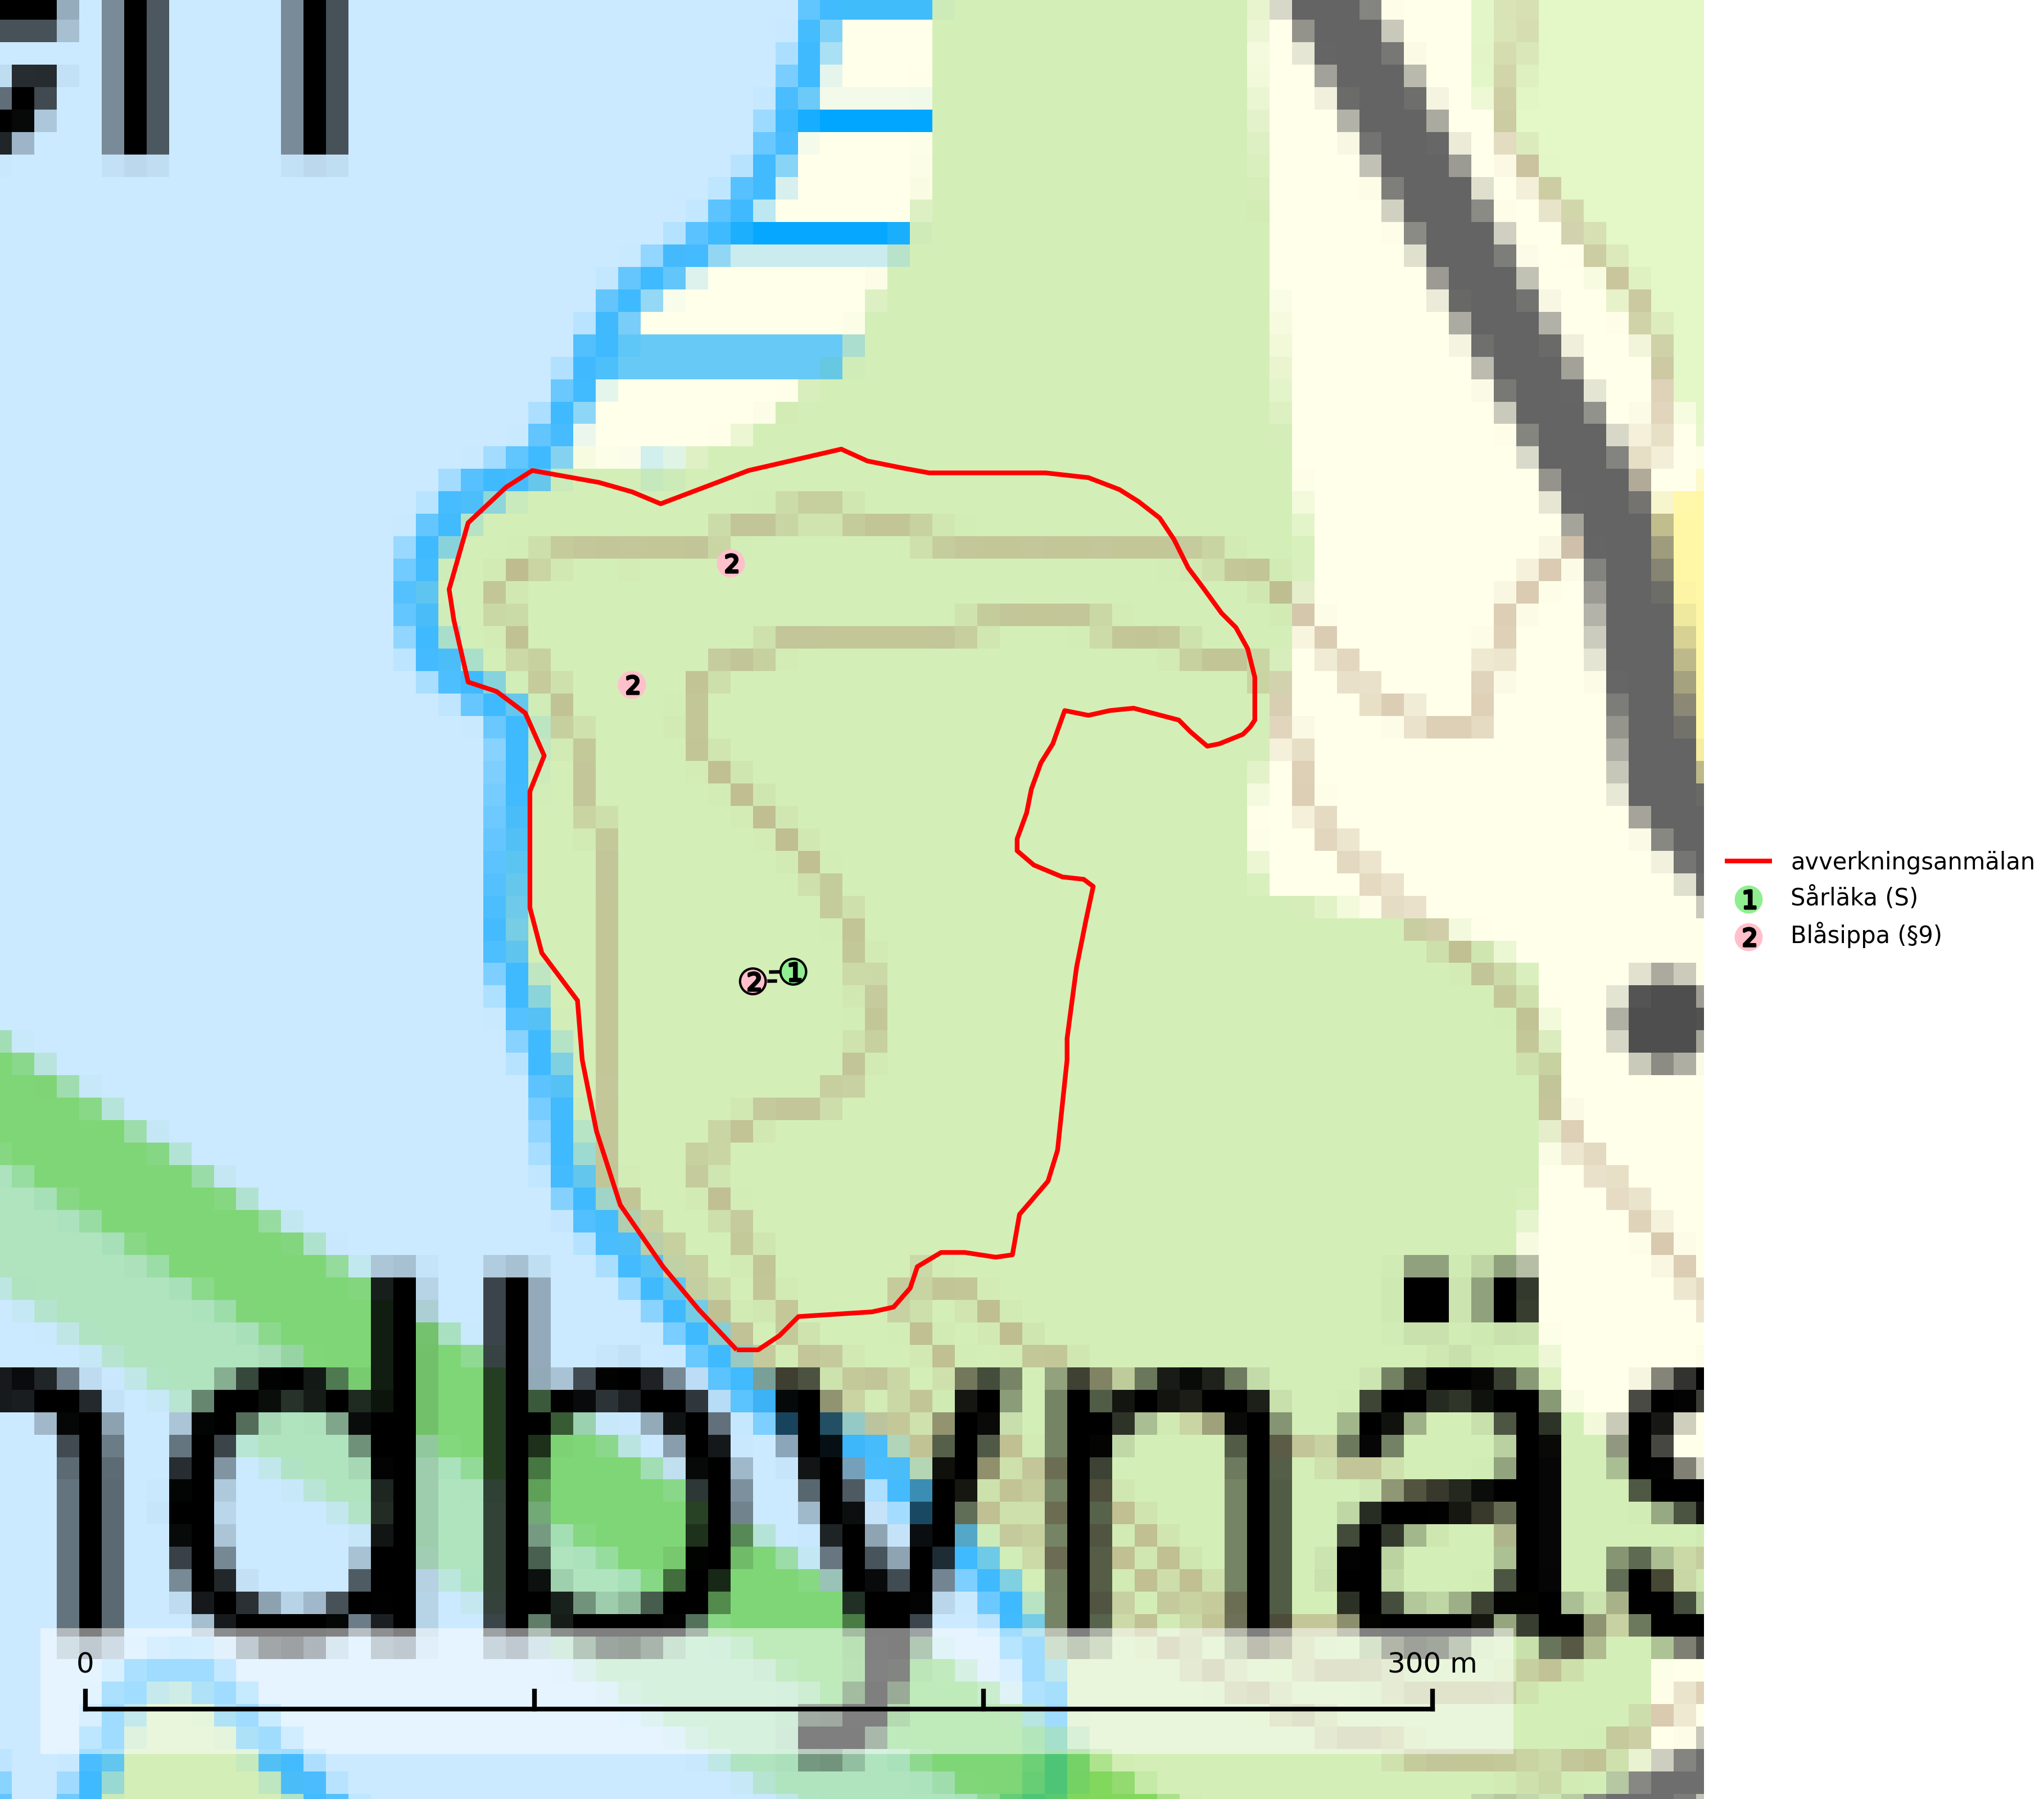 2
2
2
1
avverkningsanmälan
1 Sårläka (S)
2 Blåsippa (§9)
0 300 m